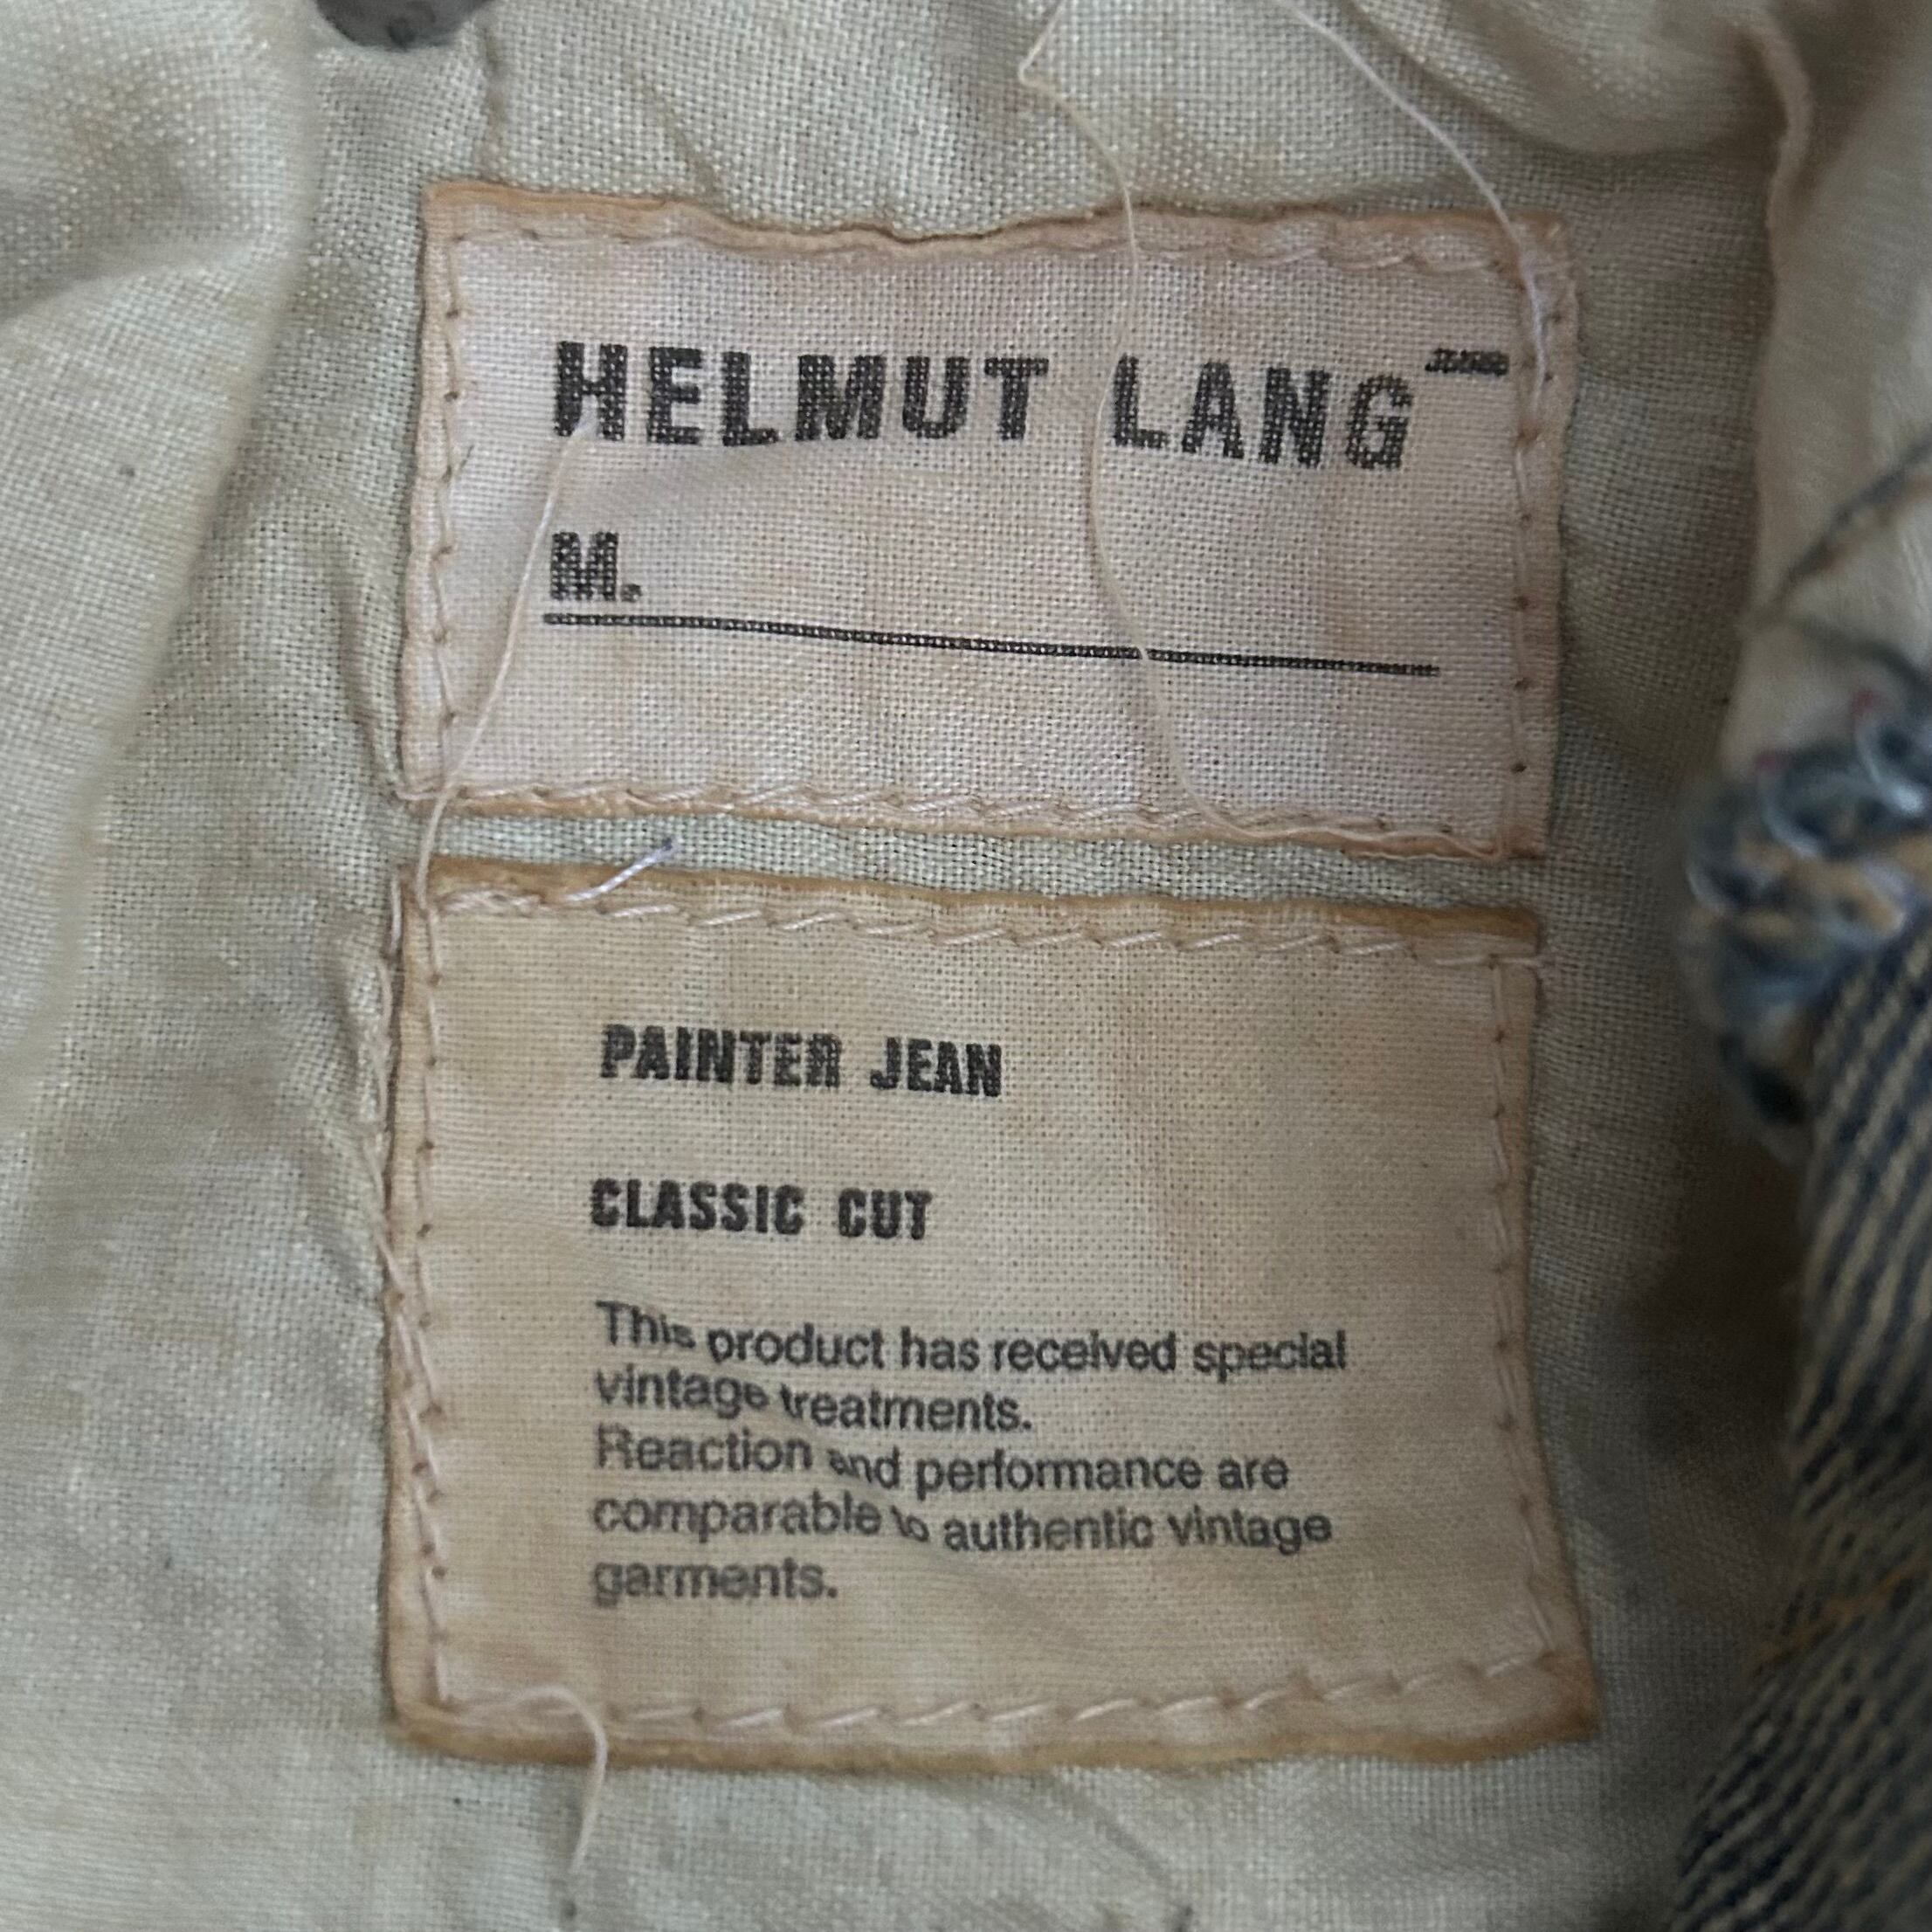 HELMUT LANG JEANS
M.
PAINTER JEAN
CLASSIC CUT
This product has received special
vintage treatments.
Reaction and performance are
comparable to authentic vintage
garments.